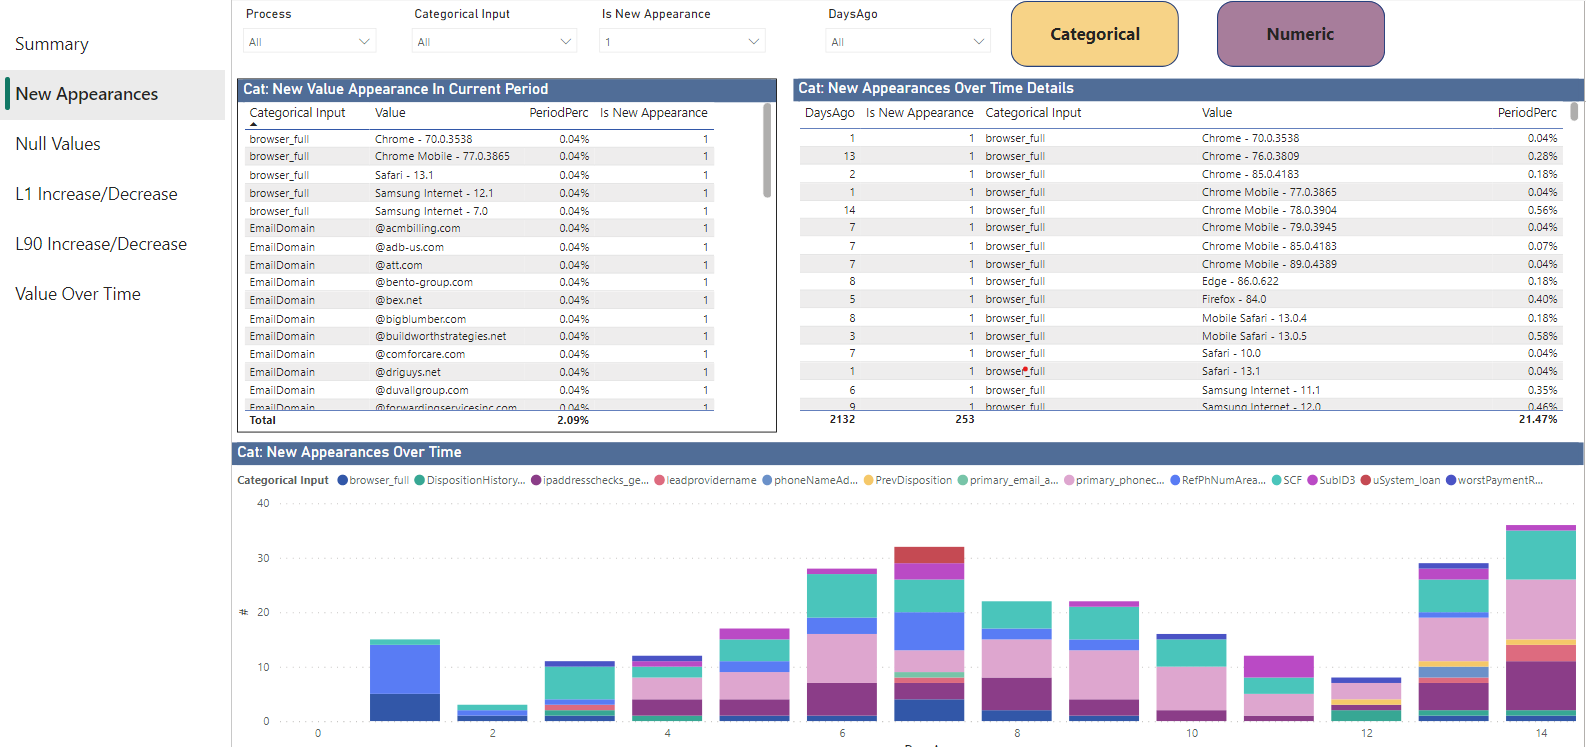 Process Categorical Input Is New Appearance DaysAgo
All All 1 All
Categorical Numeric
Summary
New Appearances
Null Values
L1 Increase/Decrease
L90 Increase/Decrease
Value Over Time
Cat: New Value Appearance In Current Period
Categorical Input Value PeriodPerc Is New Appearance
browser_full Chrome - 70.0.3538 0.04% 1
browser_full Chrome Mobile - 77.0.3865 0.04% 1
browser_full Safari - 13.1 0.04% 1
browser_full Samsung Internet - 12.1 0.04% 1
browser_full Samsung Internet - 7.0 0.04% 1
EmailDomain @acmbilling.com 0.04% 1
EmailDomain @adb-us.com 0.04% 1
EmailDomain @att.com 0.04% 1
EmailDomain @bento-group.com 0.04% 1
EmailDomain @bex.net 0.04% 1
EmailDomain @bigblumber.com 0.04% 1
EmailDomain @buildworthstrategies.net 0.04% 1
EmailDomain @comforcare.com 0.04% 1
EmailDomain @driguys.net 0.04% 1
EmailDomain @duvallgroup.com 0.04% 1
EmailDomain @forwardingservicesinc.com 0.04% 1
Total 2.09%
Cat: New Appearances Over Time Details
DaysAgo Is New Appearance Categorical Input Value PeriodPerc
1 1 browser_full Chrome - 70.0.3538 0.04%
13 1 browser_full Chrome - 76.0.3809 0.28%
2 1 browser_full Chrome - 85.0.4183 0.18%
1 1 browser_full Chrome Mobile - 77.0.3865 0.04%
14 1 browser_full Chrome Mobile - 78.0.3904 0.56%
7 1 browser_full Chrome Mobile - 79.0.3945 0.04%
7 1 browser_full Chrome Mobile - 85.0.4183 0.07%
7 1 browser_full Chrome Mobile - 89.0.4389 0.04%
8 1 browser_full Edge - 86.0.622 0.18%
5 1 browser_full Firefox - 84.0 0.40%
8 1 browser_full Mobile Safari - 13.0.4 0.18%
3 1 browser_full Mobile Safari - 13.0.5 0.58%
7 1 browser_full Safari - 10.0 0.04%
1 1 browser_full Safari - 13.1 0.04%
6 1 browser_full Samsung Internet - 11.1 0.35%
9 1 browser_full Samsung Internet - 12.0 0.46%
2132 253 21.47%
Cat: New Appearances Over Time
Categorical Input browser_full DispositionHistory... ipaddresschecks_ge... leadprovidername phoneNameAd... PrevDisposition primary_email_a... primary_phonec... RefPhNumArea... SCF SubID3 uSystem_loan worstPaymentR...
40
30
20
10
0
#
0 2 4 6 8 10 12 14